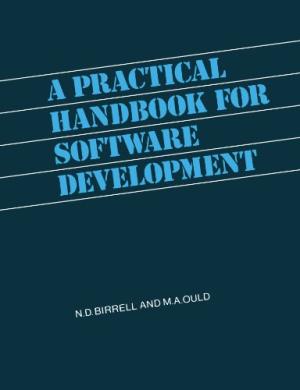 A PRACTICAL
HANDBOOK FOR
SOFTWARE
DEVELOPMENT
N.D.BIRRELL AND M.A.OULD